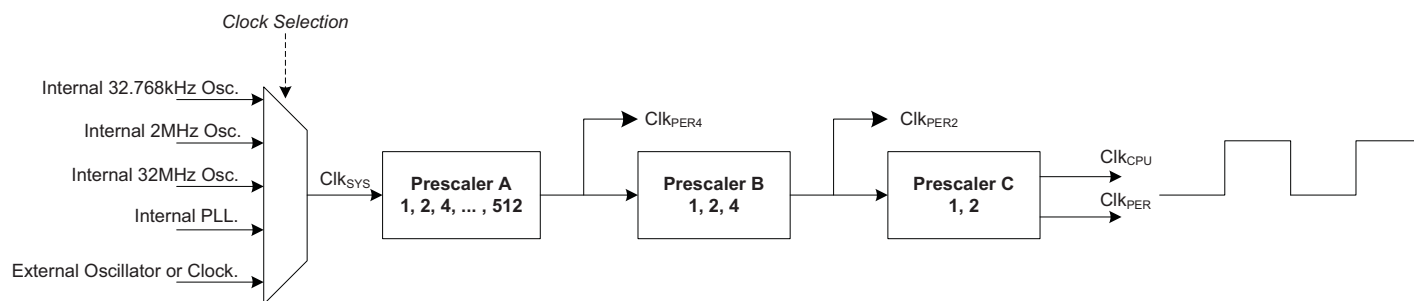 Clock Selection
Internal 32.768kHz Osc.
Internal 2MHz Osc.
Internal 32MHz Osc.
Internal PLL.
External Oscillator or Clock.
ClkSYS
Prescaler A
1, 2, 4, ... , 512
ClkPER4
Prescaler B
1, 2, 4
ClkPER2
Prescaler C
1, 2
ClkCPU
ClkPER